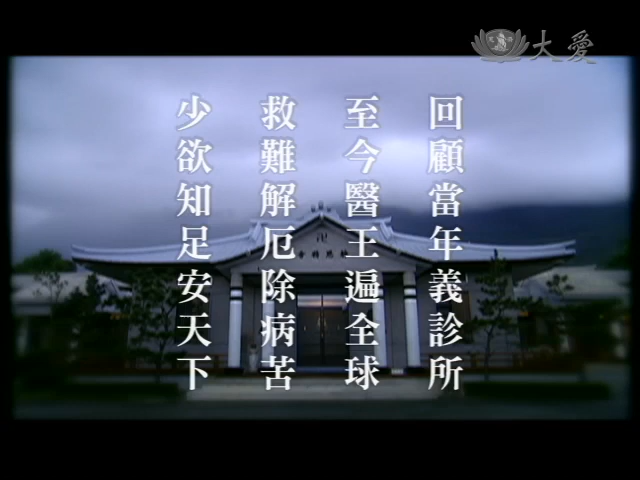 大愛
回顧當年義診所
至今醫王遍全球
救難解厄除病苦
少欲知足安天下